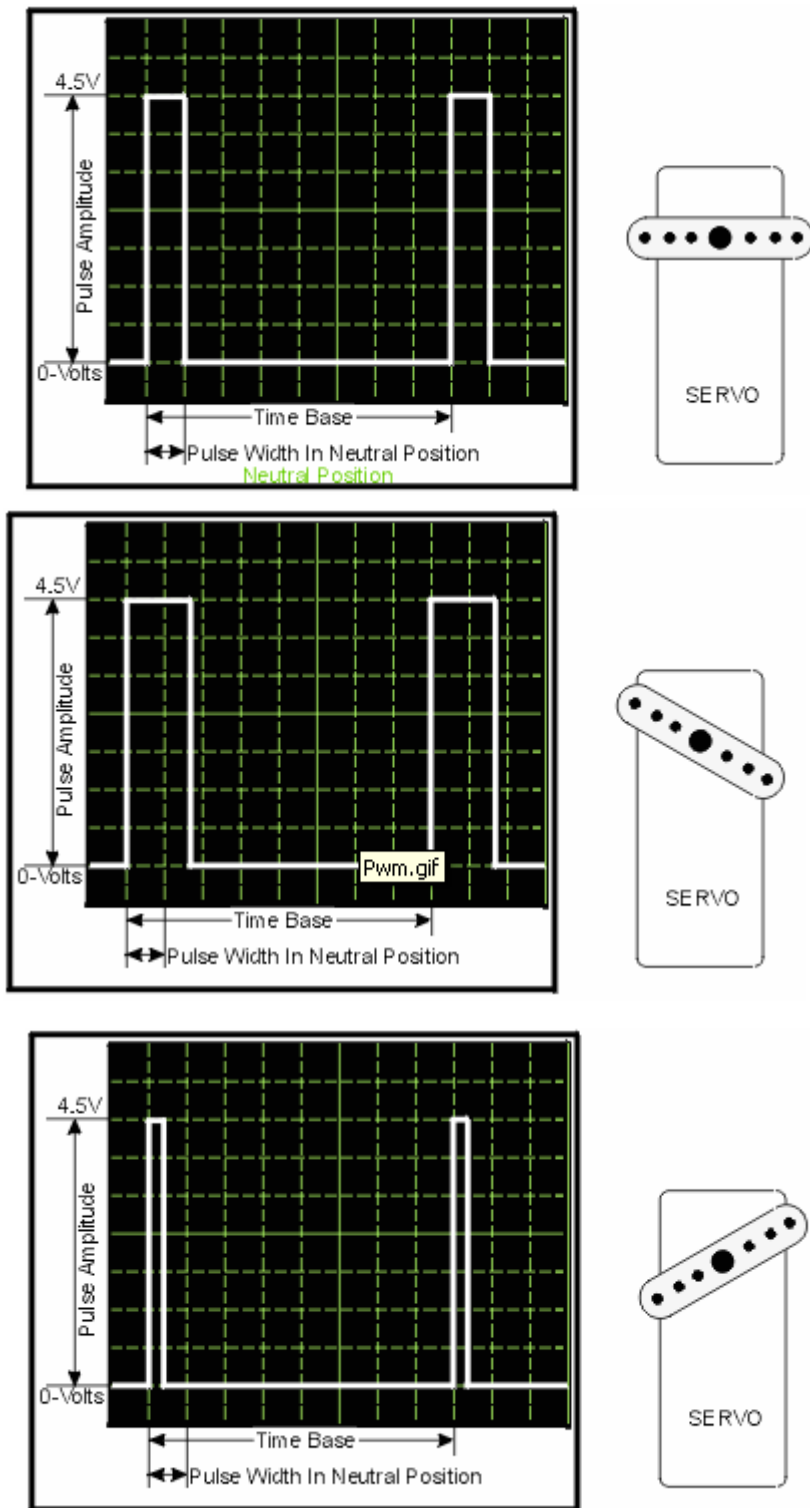 4.5V
Pulse Amplitude
0-Volts
Time Base
Pulse Width In Neutral Position
Neutral Position
SERVO
4.5V
Pulse Amplitude
0-Volts
Pwm.gif
Time Base
Pulse Width In Neutral Position
SERVO
4.5V
Pulse Amplitude
0-Volts
Time Base
Pulse Width In Neutral Position
SERVO